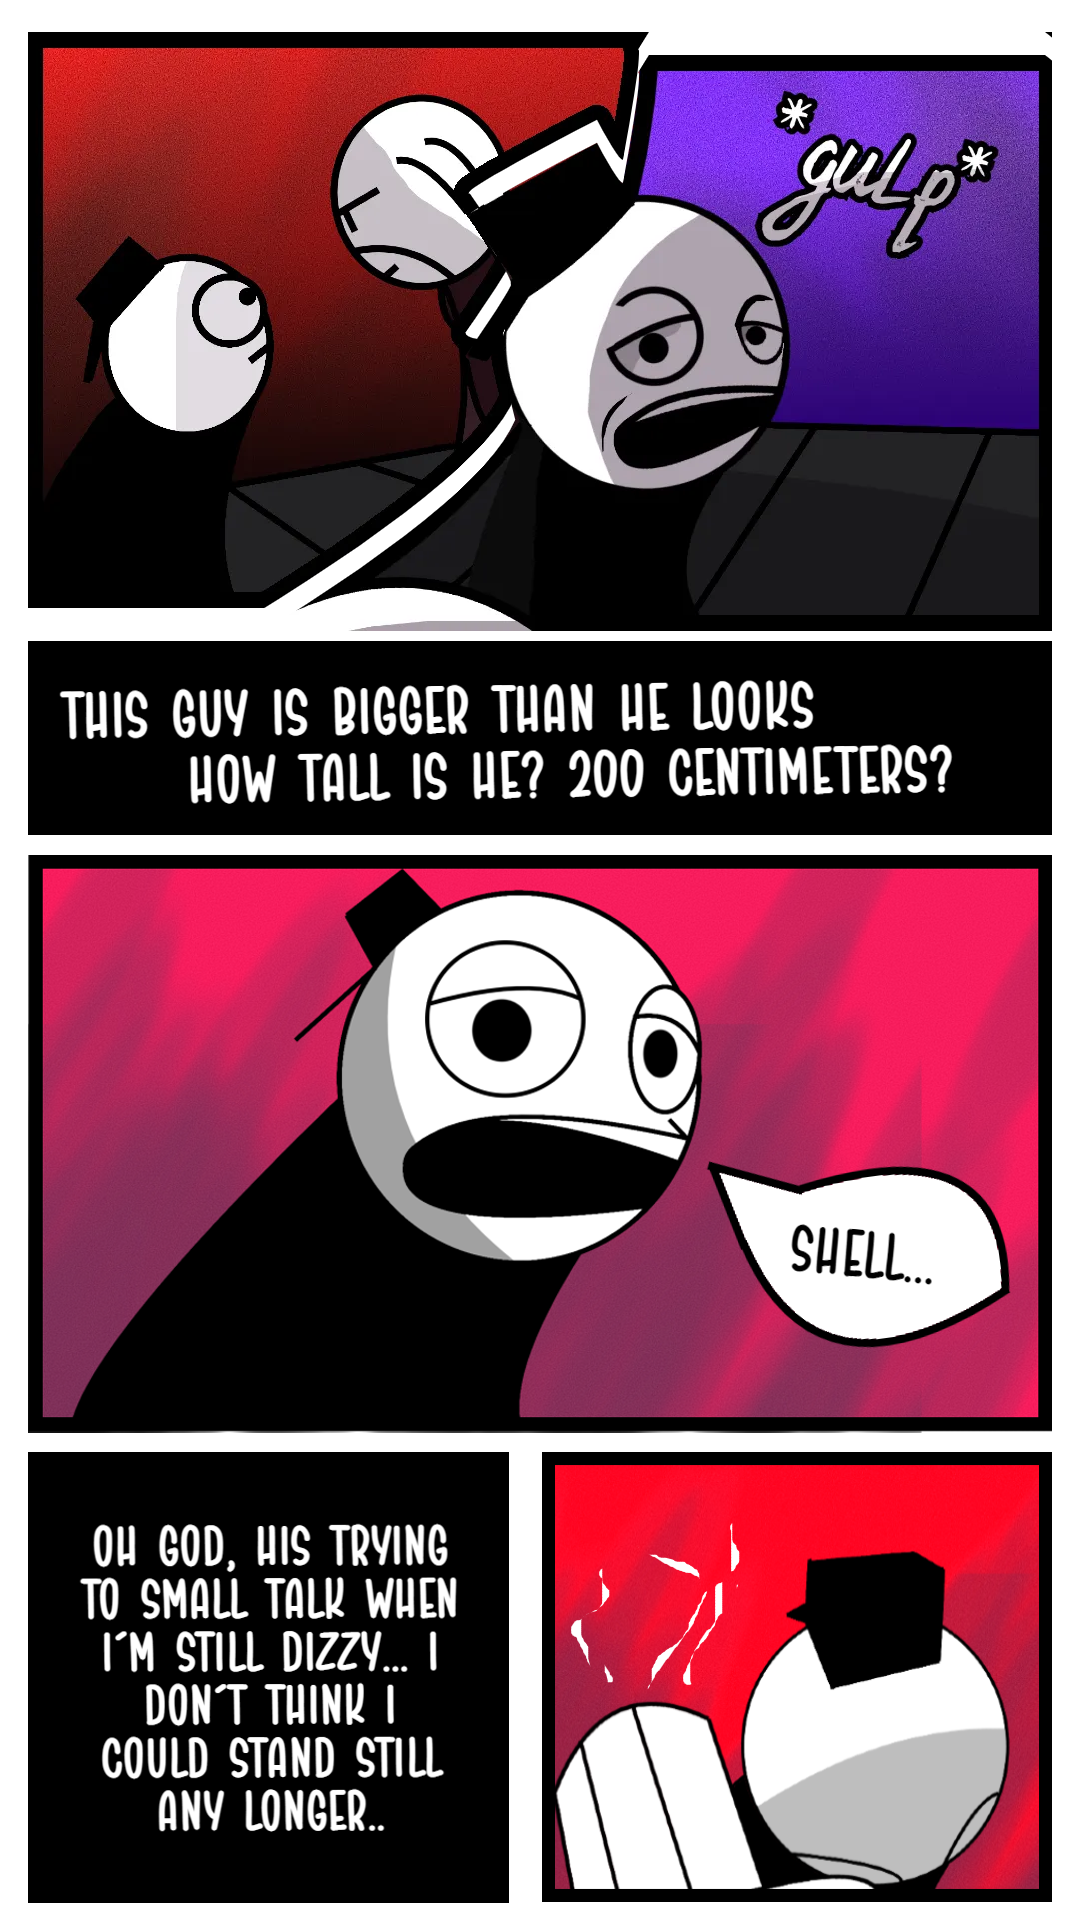 *gulp*
THIS GUY IS BIGGER THAN HE LOOKS
HOW TALL IS HE? 200 CENTIMETERS?
SHELL...
OH GOD, HIS TRYING
TO SMALL TALK WHEN
I´M STILL DIZZY... I
DON´T THINK I
COULD STAND STILL
ANY LONGER..